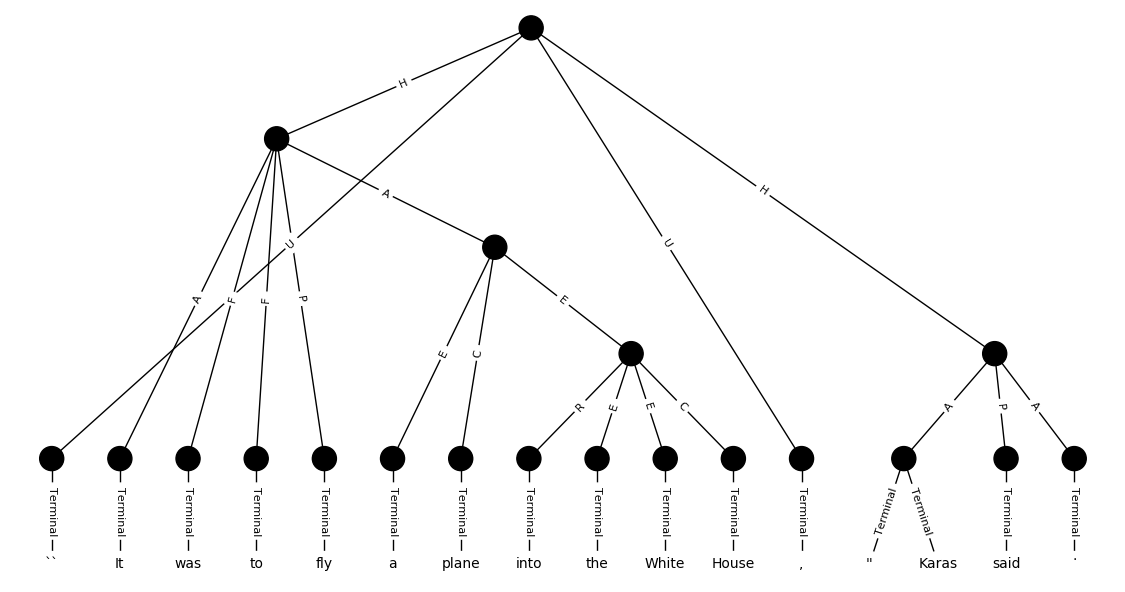 H
A
H
U
U
A
F
F
P
E
E
C
R
E
E
C
A
P
A
Terminal Terminal Terminal Terminal Terminal Terminal Terminal Terminal Terminal Terminal Terminal Terminal Terminal Terminal Terminal Terminal
`` It was to fly a plane into the White House , " Karas said .